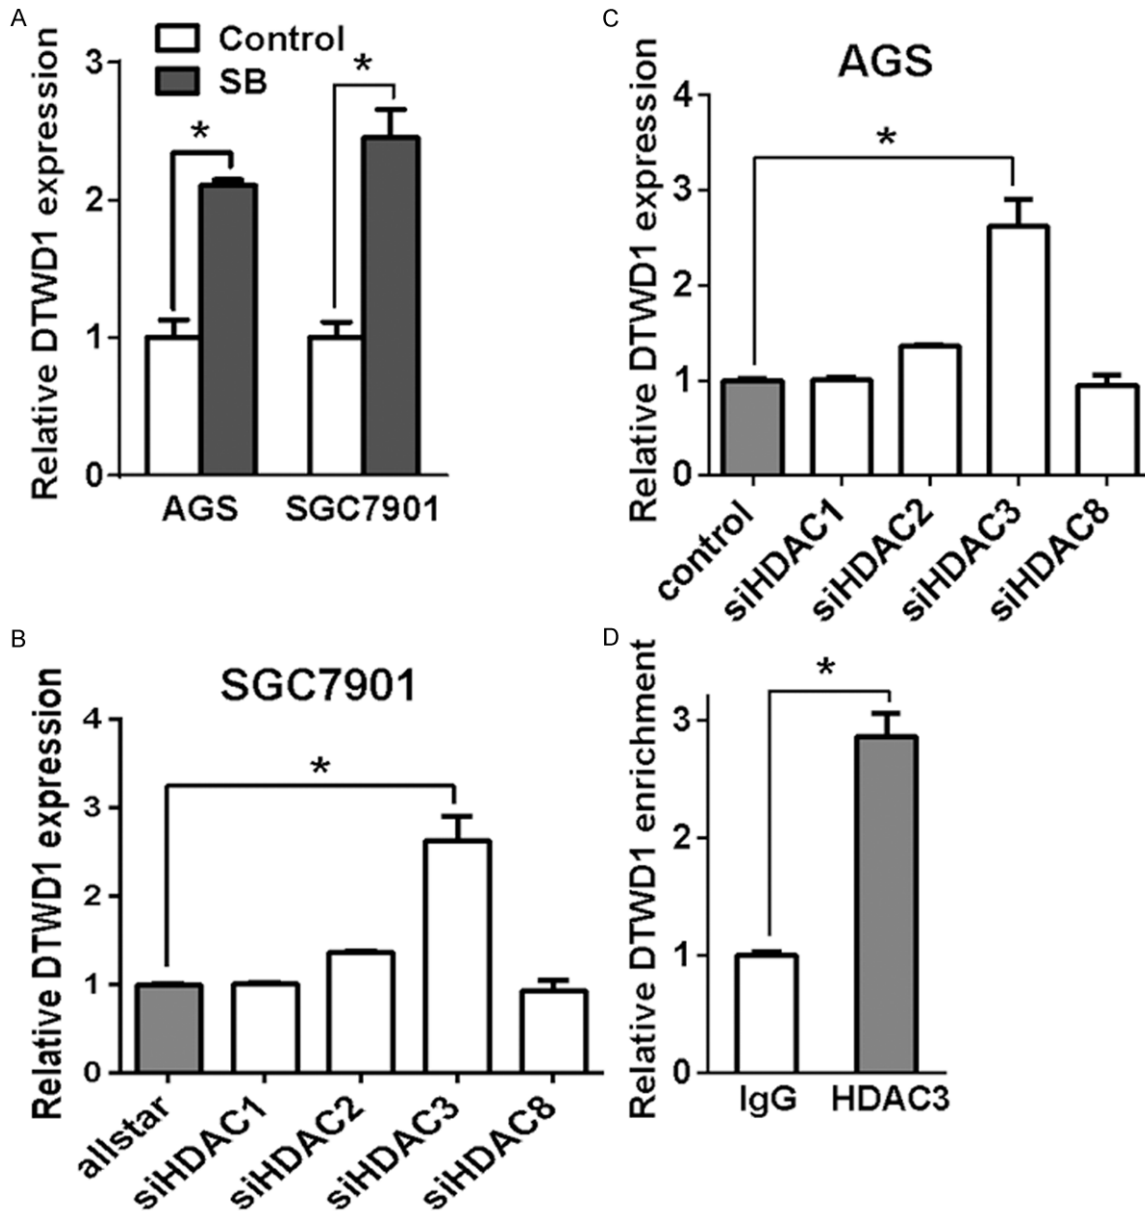 A
Relative DTWD1 expression
3
2
1
0
Control
SB
*
*
AGS
SGC7901
C
AGS
Relative DTWD1 expression
4
3
2
1
0
*
control
siHDAC1
siHDAC2
siHDAC3
siHDAC8
B
SGC7901
Relative DTWD1 expression
4
3
2
1
0
*
allstar
siHDAC1
siHDAC2
siHDAC3
siHDAC8
D
Relative DTWD1 enrichment
3
2
1
0
*
IgG
HDAC3